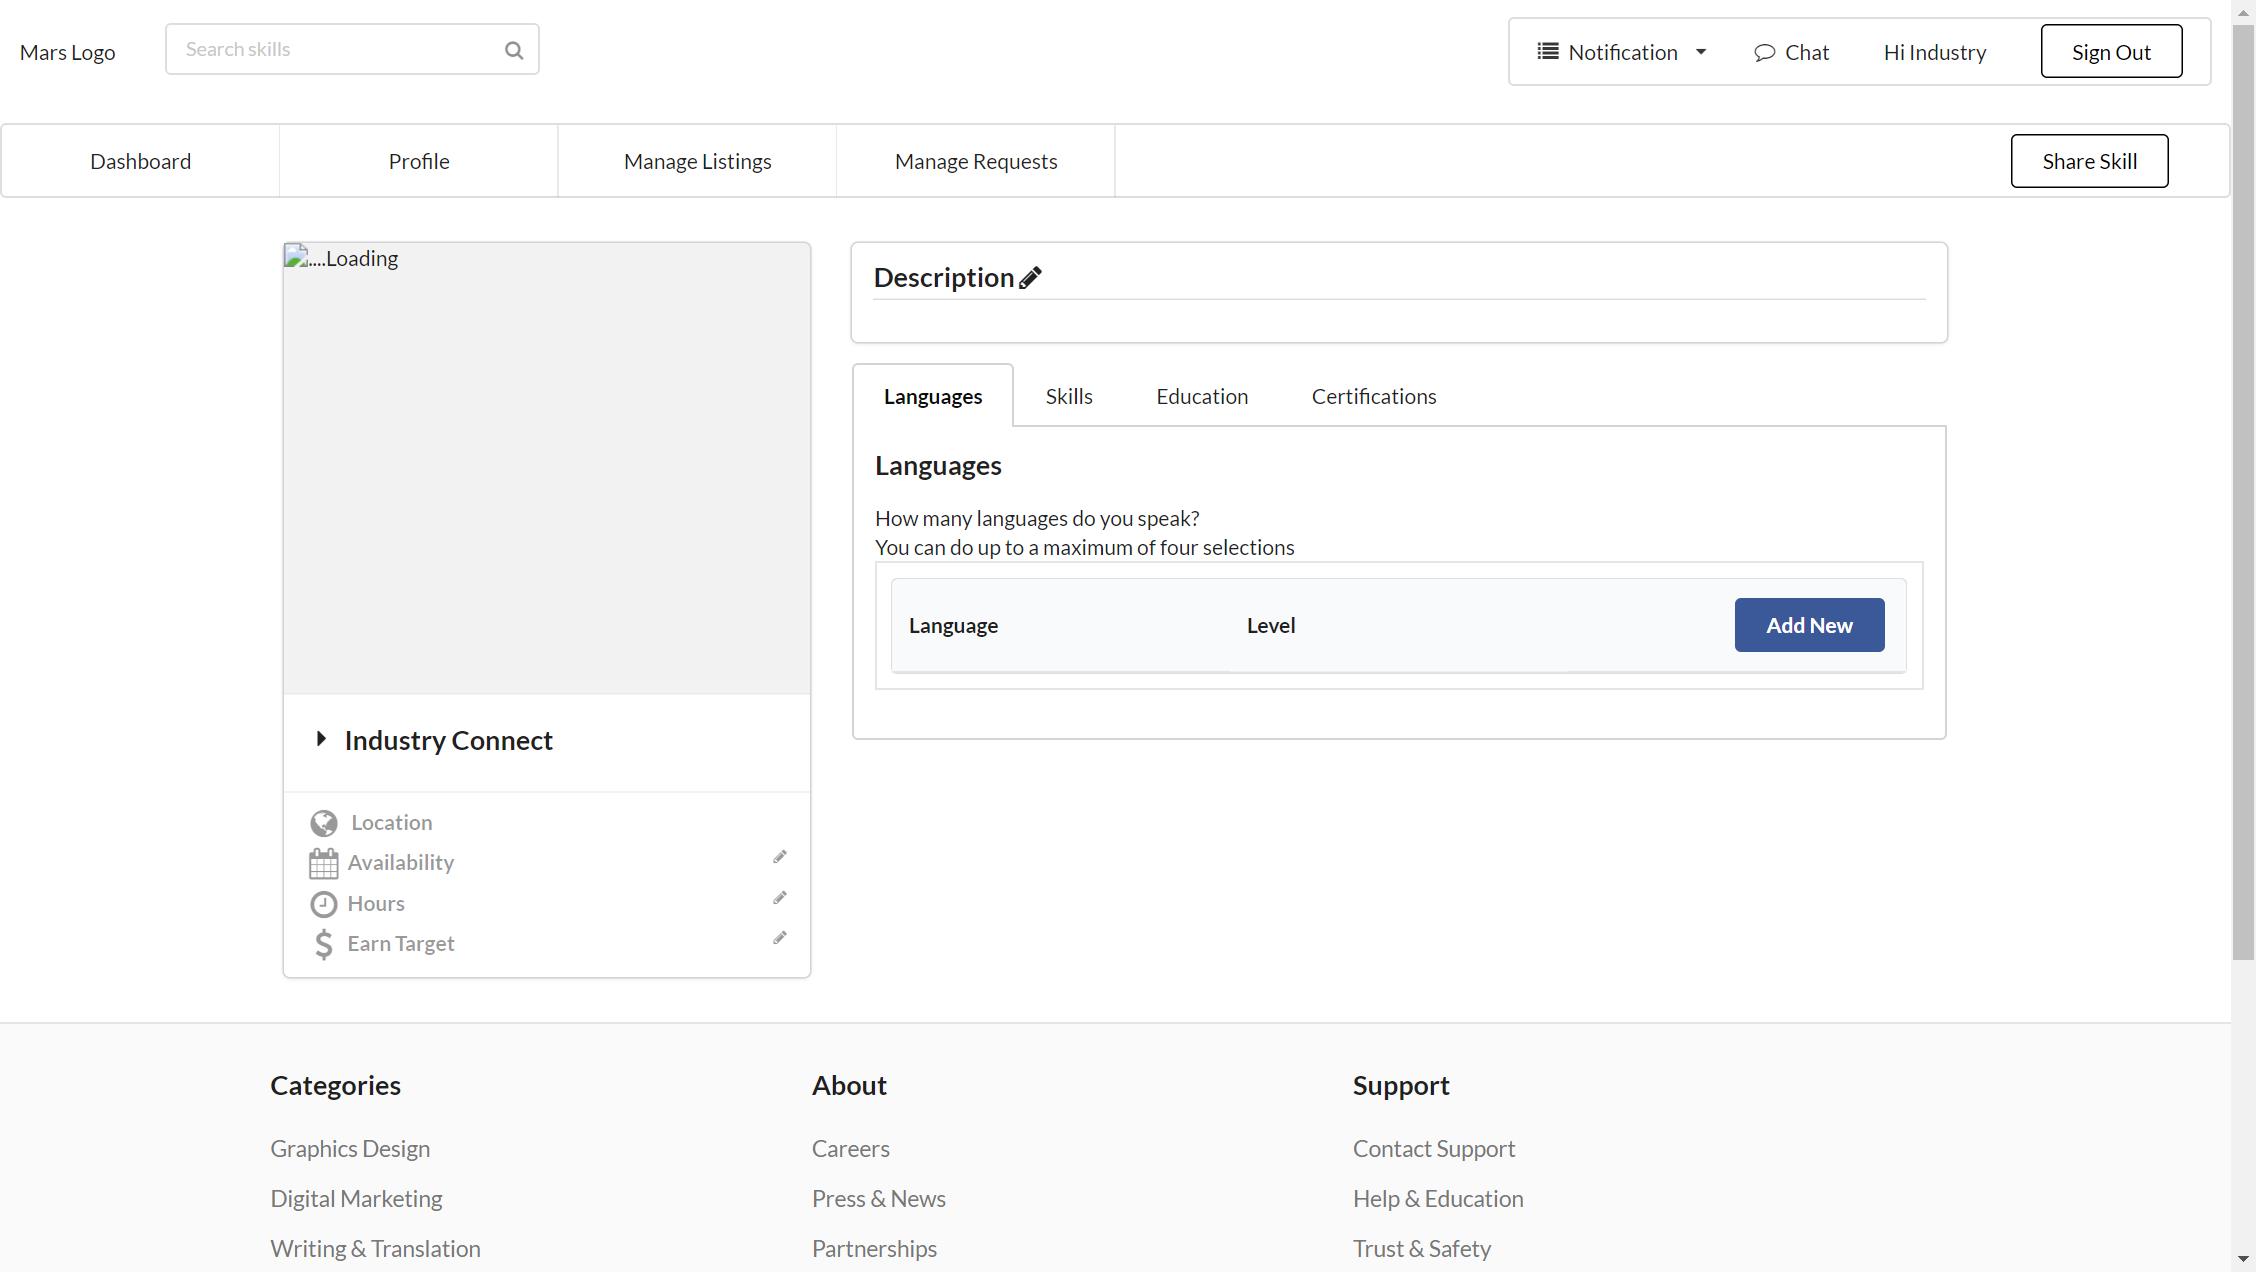 Mars Logo
Search skills
Notification
Chat
Hi Industry
Sign Out
Dashboard
Profile
Manage Listings
Manage Requests
Share Skill
....Loading
Industry Connect
Location
Availability
Hours
Earn Target
Description
Languages
Skills
Education
Certifications
Languages
How many languages do you speak?
You can do up to a maximum of four selections
Language
Level
Add New
Categories
Graphics Design
Digital Marketing
Writing & Translation
About
Careers
Press & News
Partnerships
Support
Contact Support
Help & Education
Trust & Safety